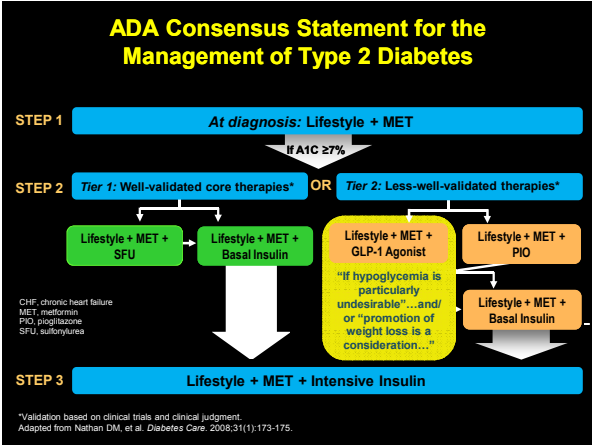 ADA Consensus Statement for the
Management of Type 2 Diabetes
STEP 1
At diagnosis: Lifestyle + MET
If A1C ≥7%
STEP 2
Tier 1: Well-validated core therapies*
OR
Tier 2: Less-well-validated therapies*
Lifestyle + MET +
SFU
Lifestyle + MET +
Basal Insulin
Lifestyle + MET +
GLP-1 Agonist
Lifestyle + MET +
PIO
“If hypoglycemia is
particularly
undesirable”…and/
or “promotion of
weight loss is a
consideration…”
Lifestyle + MET +
Basal Insulin
CHF, chronic heart failure
MET, metformin
PIO, pioglitazone
SFU, sulfonylurea
STEP 3
Lifestyle + MET + Intensive Insulin
*Validation based on clinical trials and clinical judgment.
Adapted from Nathan DM, et al. Diabetes Care. 2008;31(1):173-175.